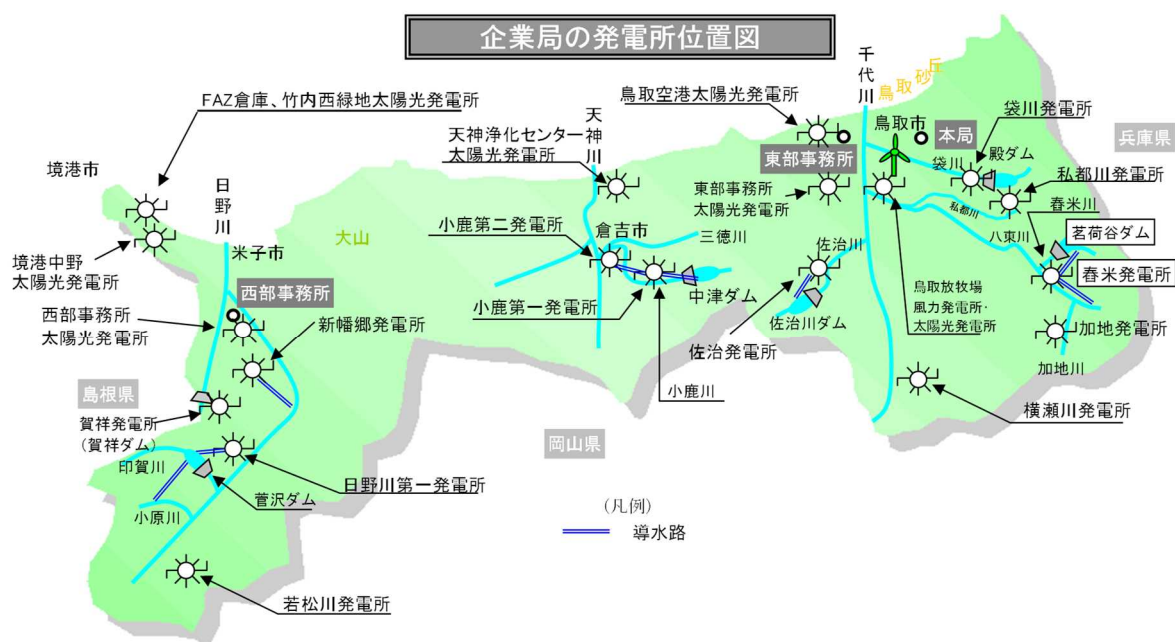 企業局の発電所位置図
FAZ倉庫、竹内西緑地太陽光発電所
境港市
日野川
米子市
境港中野
太陽光発電所
西部事務所
西部事務所
太陽光発電所
新幡郷発電所
島根県
賀祥発電所
(賀祥ダム)
印賀川
小原川
菅沢ダム
日野川第一発電所
若松川発電所
大山
天神川
天神浄化センター
太陽光発電所
小鹿第二発電所
倉吉市
三徳川
小鹿第一発電所
中津ダム
小鹿川
岡山県
(凡例)
導水路
鳥取空港太陽光発電所
千代川
鳥取砂丘
鳥取市
本局
東部事務所
東部事務所
太陽光発電所
袋川発電所
兵庫県
袋川
殿ダム
私都川発電所
私都川
春米川
八東川
茗荷谷ダム
春米発電所
佐治川
佐治川ダム
佐治発電所
鳥取放牧場
風力発電所・
太陽光発電所
加地発電所
加地川
横瀬川発電所